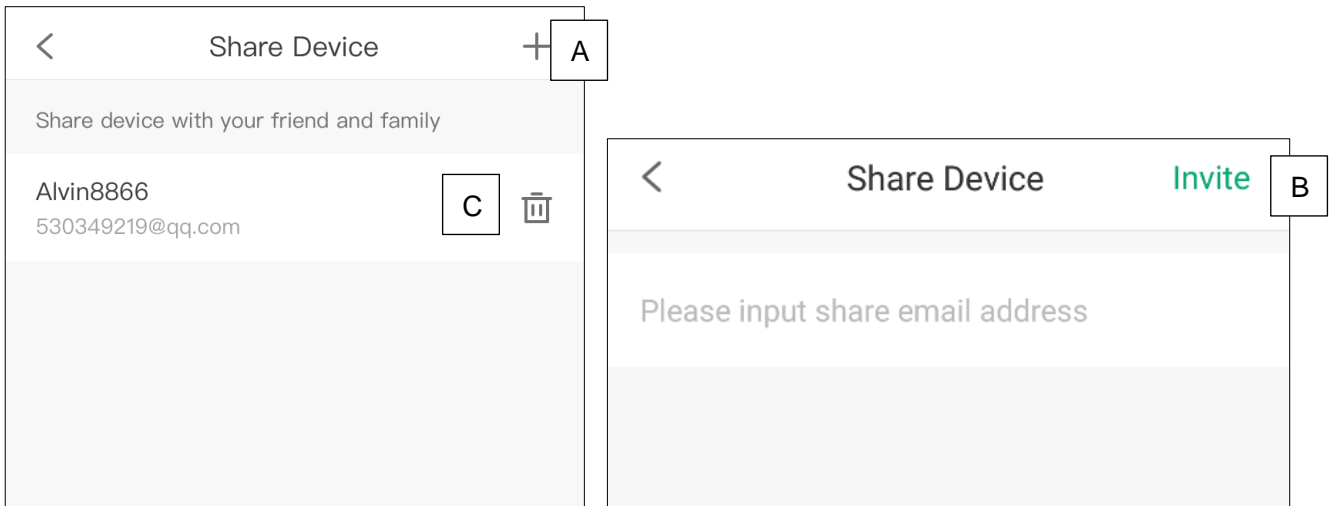 Share Device
A
Share device with your friend and family
Alvin8866
530349219@qq.com
C
Share Device
Invite
B
Please input share email address